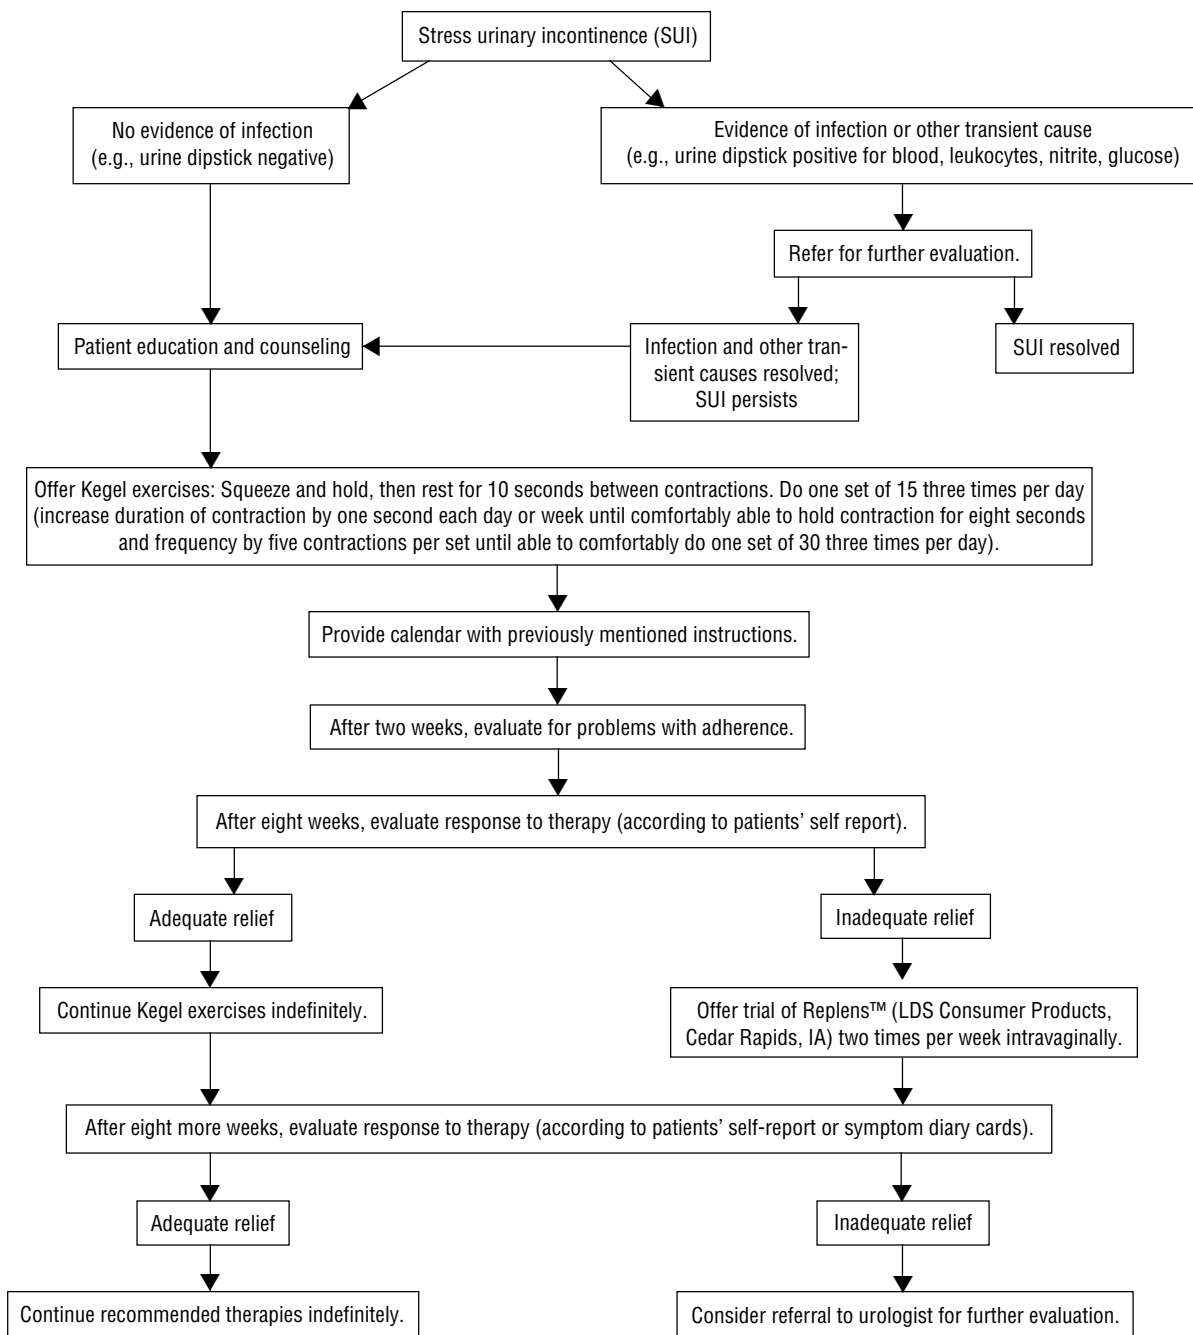 Stress urinary incontinence (SUI)
No evidence of infection
(e.g., urine dipstick negative)
Evidence of infection or other transient cause
(e.g., urine dipstick positive for blood, leukocytes, nitrite, glucose)
Refer for further evaluation.
Patient education and counseling
Infection and other tran-
sient causes resolved;
SUI persists
SUI resolved
Offer Kegel exercises: Squeeze and hold, then rest for 10 seconds between contractions. Do one set of 15 three times per day
(increase duration of contraction by one second each day or week until comfortably able to hold contraction for eight seconds
and frequency by five contractions per set until able to comfortably do one set of 30 three times per day).
Provide calendar with previously mentioned instructions.
After two weeks, evaluate for problems with adherence.
After eight weeks, evaluate response to therapy (according to patients’ self report).
Adequate relief
Inadequate relief
Continue Kegel exercises indefinitely.
Offer trial of Replens™ (LDS Consumer Products,
Cedar Rapids, IA) two times per week intravaginally.
After eight more weeks, evaluate response to therapy (according to patients’ self-report or symptom diary cards).
Adequate relief
Inadequate relief
Continue recommended therapies indefinitely.
Consider referral to urologist for further evaluation.